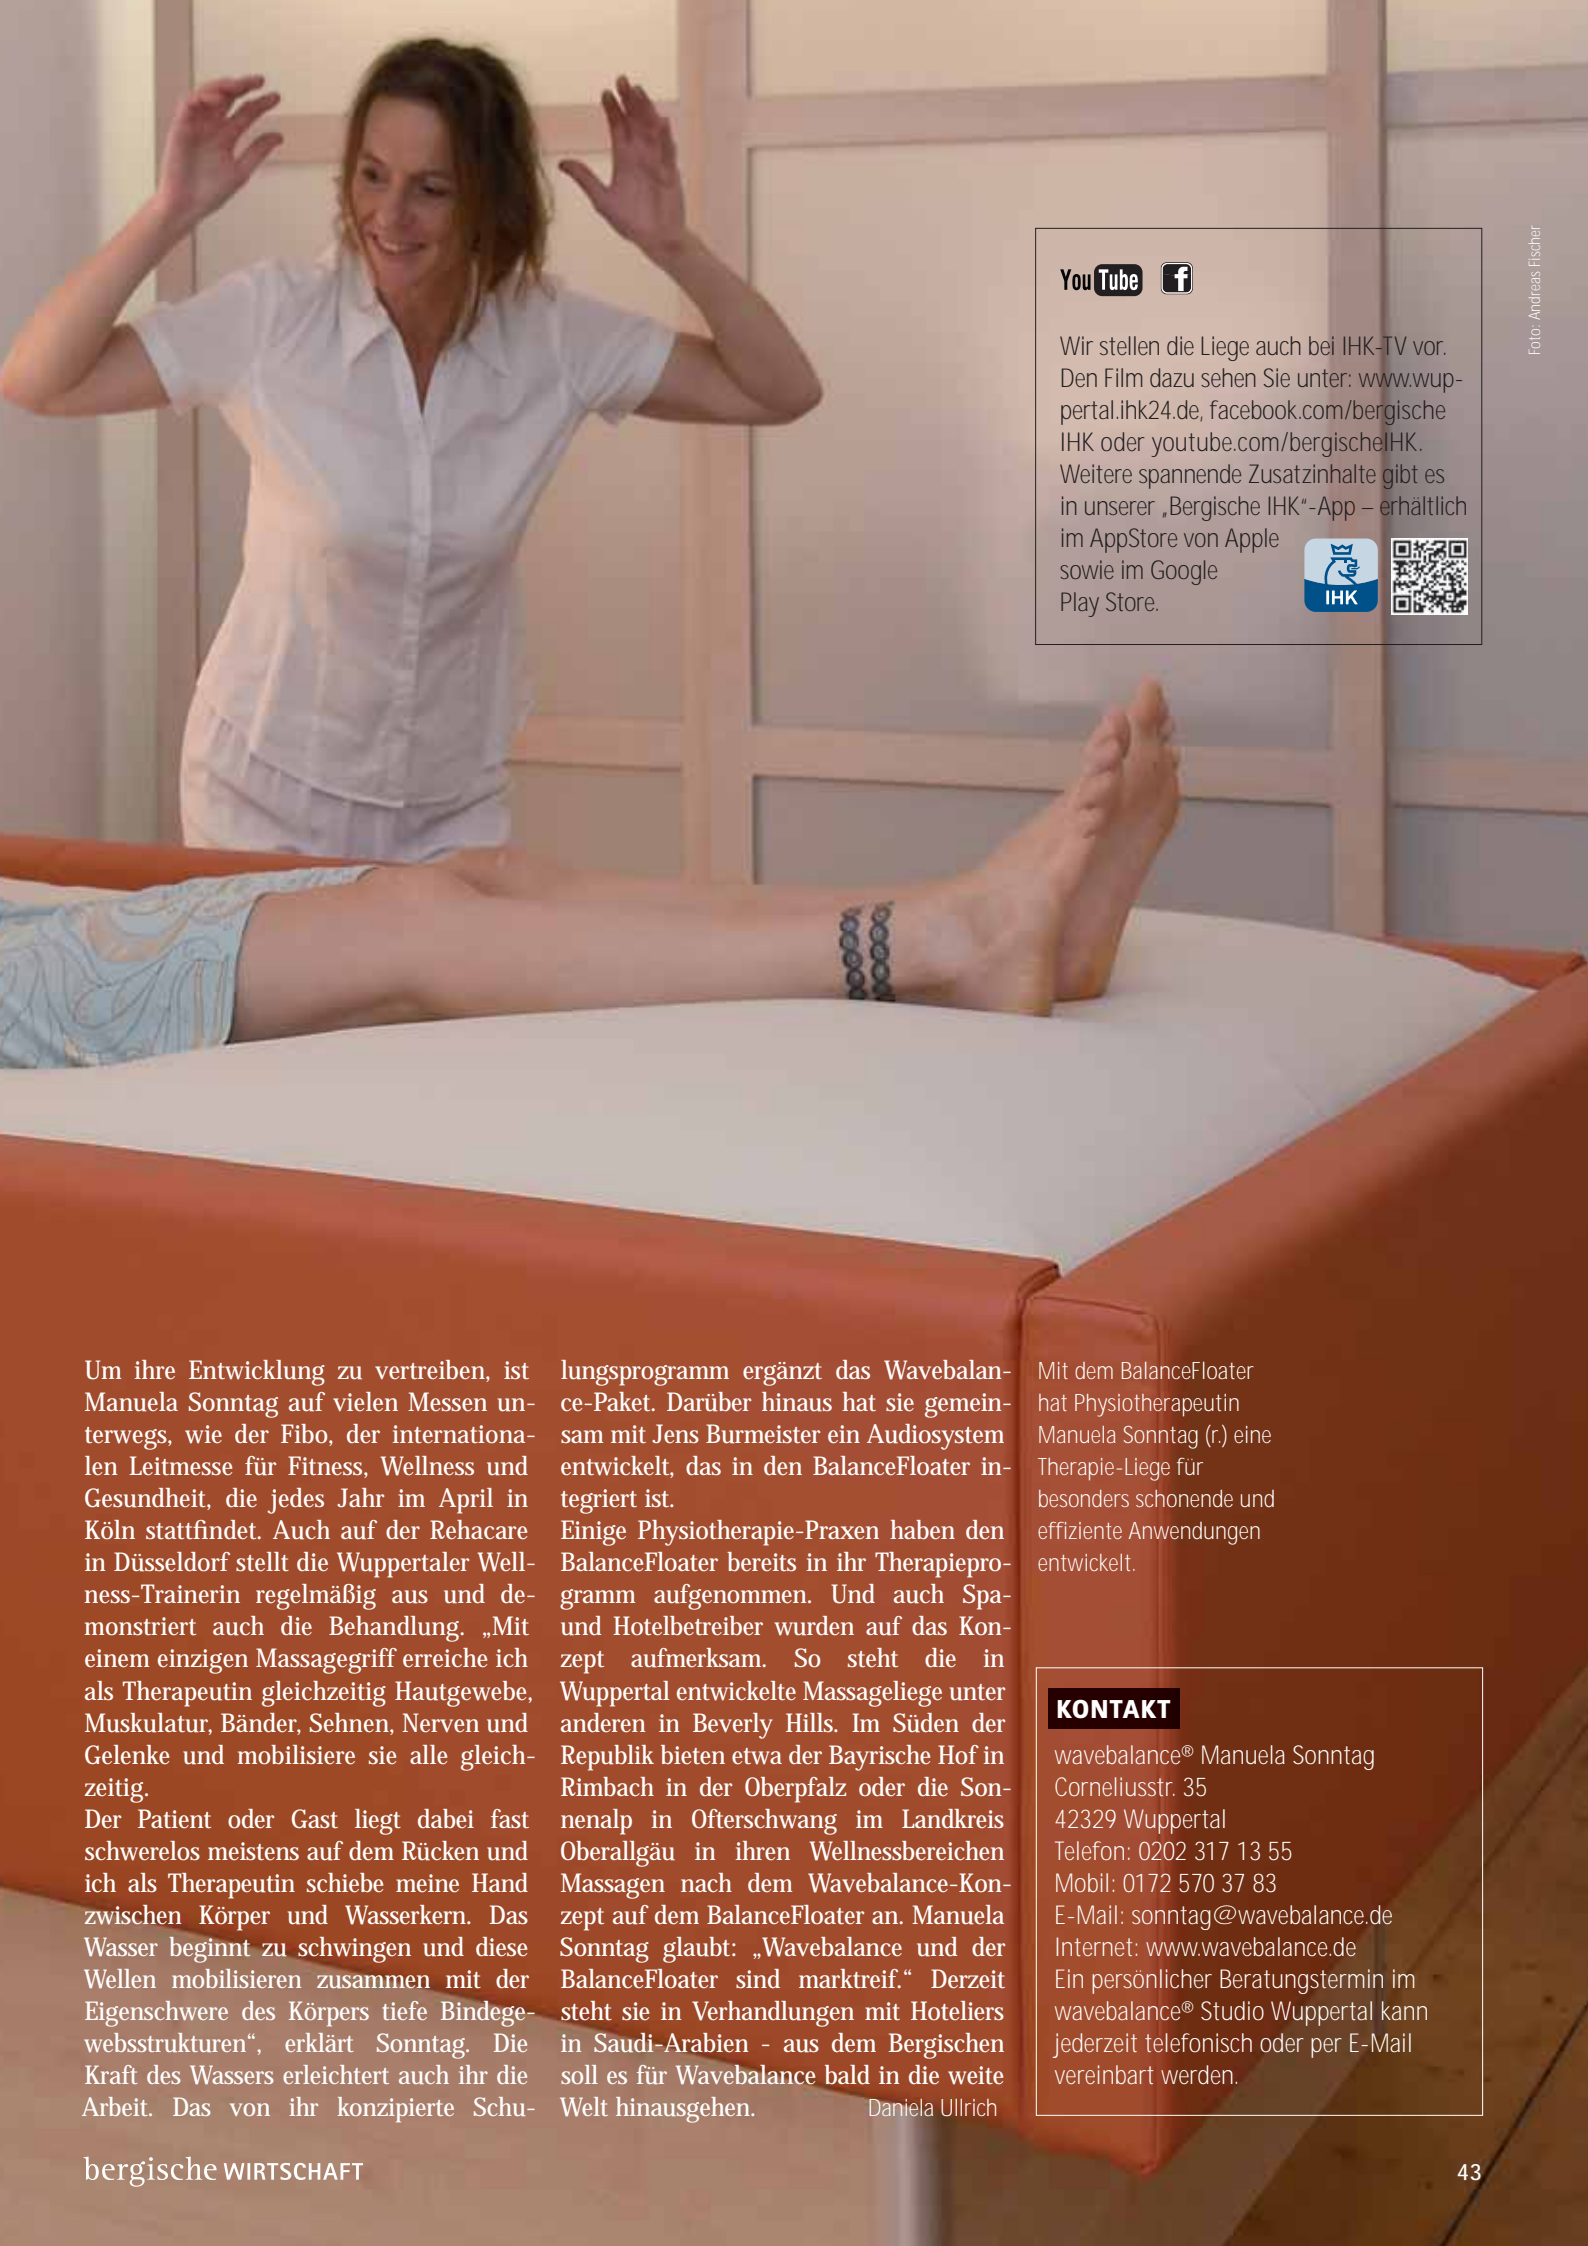 You Tube f
Foto: Andreas Fischer
Wir stellen die Liege auch bei IHK-TV vor.
Den Film dazu sehen Sie unter: www.wup-
pertal.ihk24.de, facebook.com/bergische
IHK oder youtube.com/bergischeIHK.
Weitere spannende Zusatzinhalte gibt es
in unserer „Bergische IHK“-App – erhältlich
im AppStore von Apple
sowie im Google
Play Store.
IHK
Um ihre Entwicklung zu vertreiben, ist
Manuela Sonntag auf vielen Messen un-
terwegs, wie der Fibo, der internationa-
len Leitmesse für Fitness, Wellness und
Gesundheit, die jedes Jahr im April in
Köln stattfindet. Auch auf der Rehacare
in Düsseldorf stellt die Wuppertaler Well-
ness-Trainerin regelmäßig aus und de-
monstriert auch die Behandlung. „Mit
einem einzigen Massagegriff erreiche ich
als Therapeutin gleichzeitig Hautgewebe,
Muskulatur, Bänder, Sehnen, Nerven und
Gelenke und mobilisiere sie alle gleich-
zeitig.
Der Patient oder Gast liegt dabei fast
schwerelos meistens auf dem Rücken und
ich als Therapeutin schiebe meine Hand
zwischen Körper und Wasserkern. Das
Wasser beginnt zu schwingen und diese
Wellen mobilisieren zusammen mit der
Eigenschwere des Körpers tiefe Bindege-
websstrukturen“, erklärt Sonntag. Die
Kraft des Wassers erleichtert auch ihr die
Arbeit. Das von ihr konzipierte Schu-
lungsprogramm ergänzt das Wavebalan-
ce-Paket. Darüber hinaus hat sie gemein-
sam mit Jens Burmeister ein Audiosystem
entwickelt, das in den BalanceFloater in-
tegriert ist.
Einige Physiotherapie-Praxen haben den
BalanceFloater bereits in ihr Therapiepro-
gramm aufgenommen. Und auch Spa-
und Hotelbetreiber wurden auf das Kon-
zept aufmerksam. So steht die in
Wuppertal entwickelte Massageliege unter
anderen in Beverly Hills. Im Süden der
Republik bieten etwa der Bayrische Hof in
Rimbach in der Oberpfalz oder die Son-
nenalp in Ofterschwang im Landkreis
Oberallgäu in ihren Wellnessbereichen
Massagen nach dem Wavebalance-Kon-
zept auf dem BalanceFloater an. Manuela
Sonntag glaubt: „Wavebalance und der
BalanceFloater sind marktreif.“ Derzeit
steht sie in Verhandlungen mit Hoteliers
in Saudi-Arabien - aus dem Bergischen
soll es für Wavebalance bald in die weite
Welt hinausgehen. Daniela Ullrich
Mit dem BalanceFloater
hat Physiotherapeutin
Manuela Sonntag (r.) eine
Therapie-Liege für
besonders schonende und
effiziente Anwendungen
entwickelt.
KONTAKT
wavebalance® Manuela Sonntag
Corneliusstr. 35
42329 Wuppertal
Telefon: 0202 317 13 55
Mobil: 0172 570 37 83
E-Mail: sonntag@wavebalance.de
Internet: www.wavebalance.de
Ein persönlicher Beratungstermin im
wavebalance® Studio Wuppertal kann
jederzeit telefonisch oder per E-Mail
vereinbart werden.
bergische WIRTSCHAFT
43